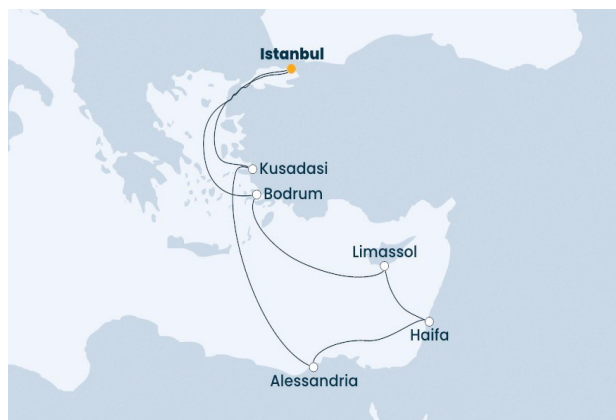 Istanbul
Kusadasi
Bodrum
Limassol
Haifa
Alessandria